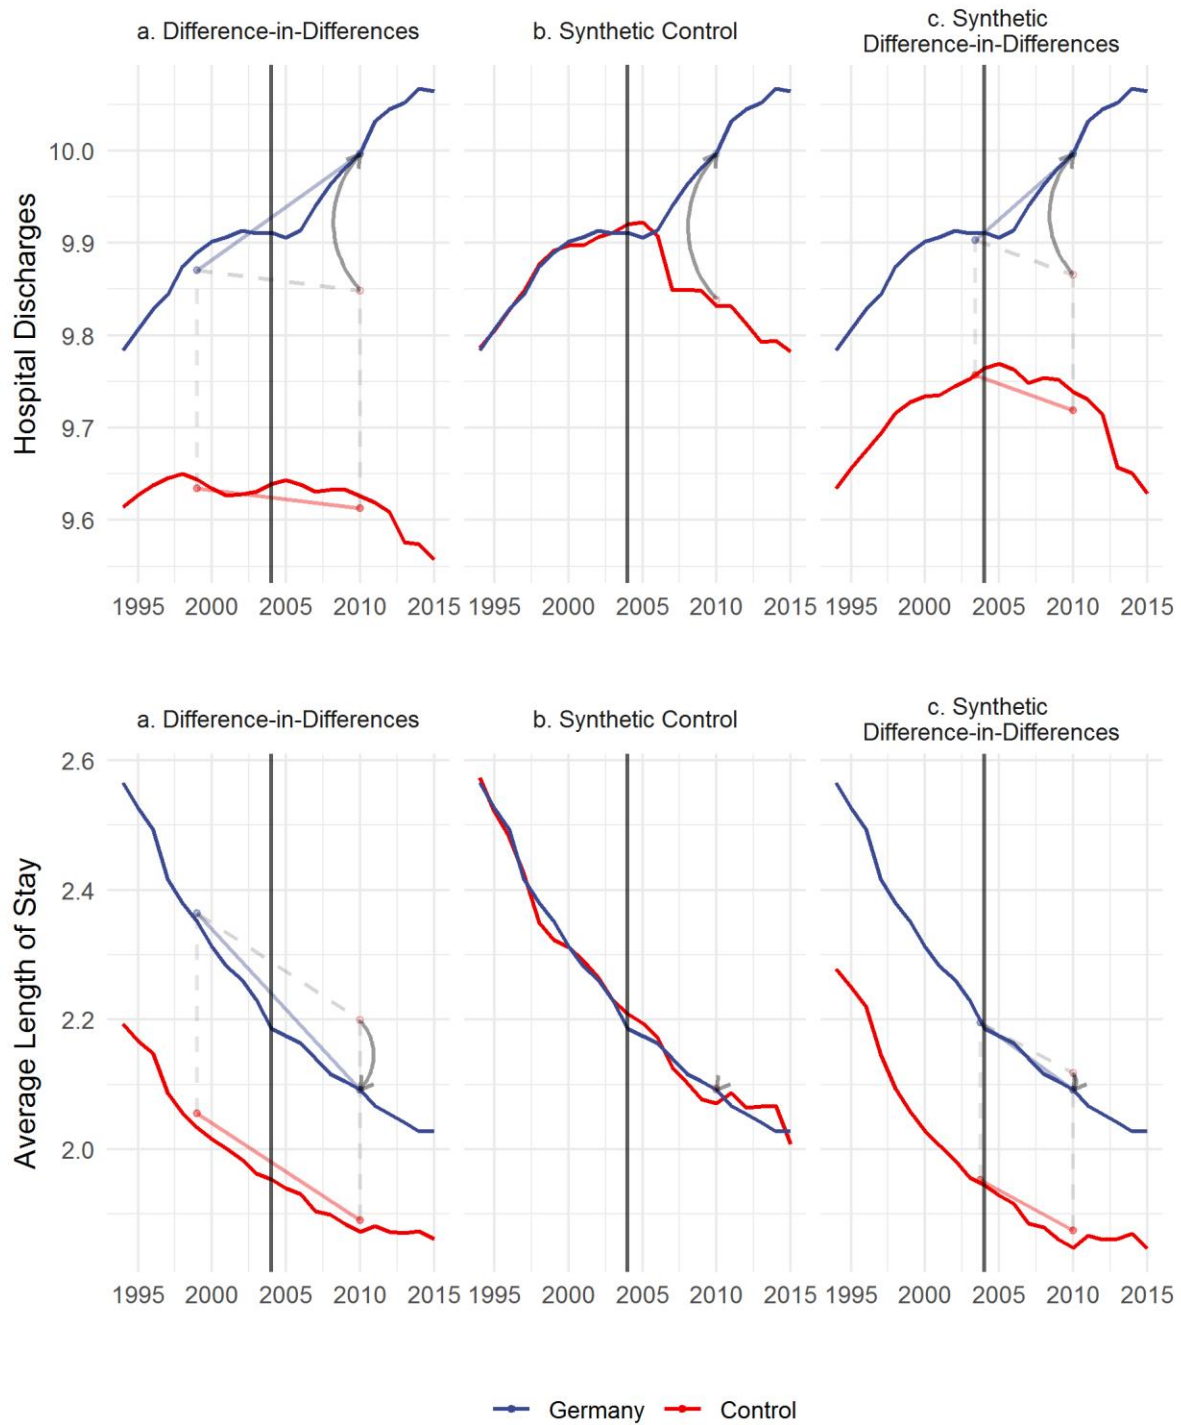 a. Difference-in-Differences
b. Synthetic Control
c. Synthetic
Difference-in-Differences
Hospital Discharges
10.0
9.9
9.8
9.7
9.6
1995 2000 2005 2010 2015
1995 2000 2005 2010 2015
1995 2000 2005 2010 2015
a. Difference-in-Differences
b. Synthetic Control
c. Synthetic
Difference-in-Differences
Average Length of Stay
2.6
2.4
2.2
2.0
1995 2000 2005 2010 2015
1995 2000 2005 2010 2015
1995 2000 2005 2010 2015
Germany Control